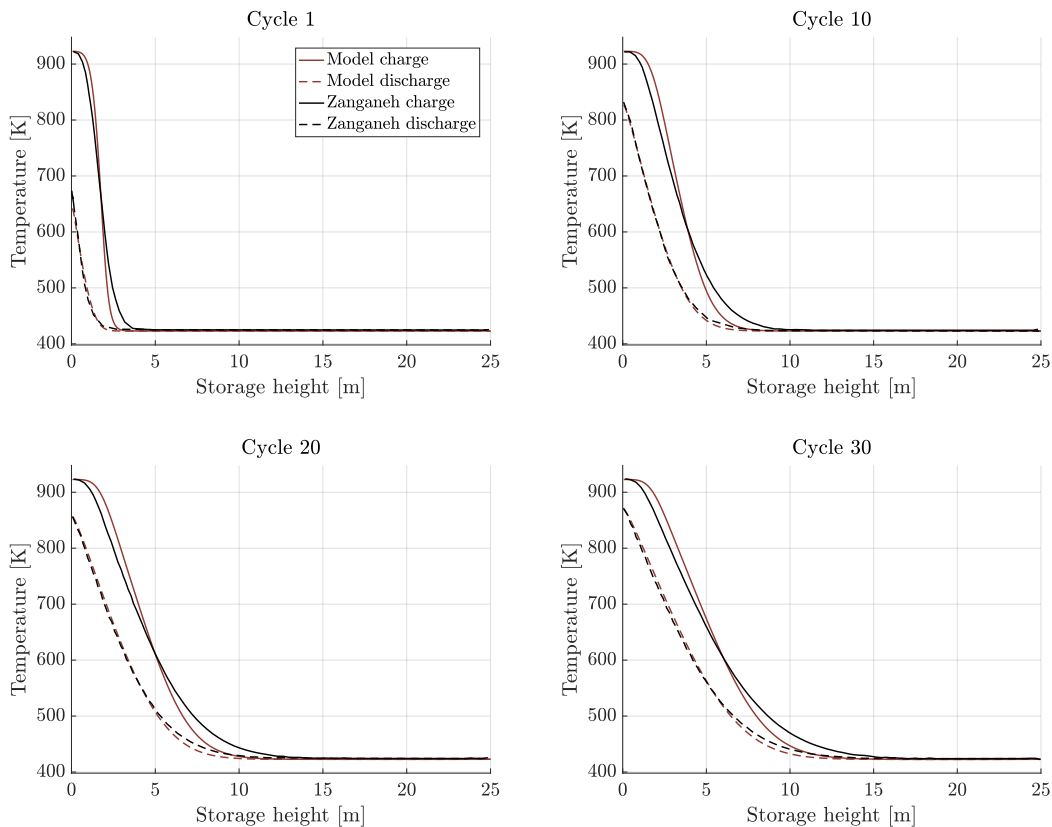 Cycle 1
900
800
700
600
500
400
Temperature [K]
Model charge
Model discharge
Zanganeh charge
Zanganeh discharge
0 5 10 15 20 25
Storage height [m]
Cycle 10
900
800
700
600
500
400
Temperature [K]
0 5 10 15 20 25
Storage height [m]
Cycle 20
900
800
700
600
500
400
Temperature [K]
0 5 10 15 20 25
Storage height [m]
Cycle 30
900
800
700
600
500
400
Temperature [K]
0 5 10 15 20 25
Storage height [m]